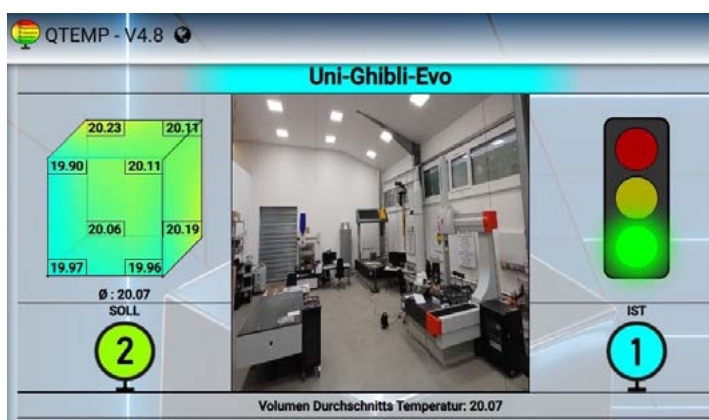 QTEMP - V4.8
Uni-Ghibli-Evo
20.23 20.11
19.90 20.11
20.06 20.19
19.97 19.96
Ø : 20.07
SOLL
2
IST
1
Volumen Durchschnitts Temperatur: 20.07